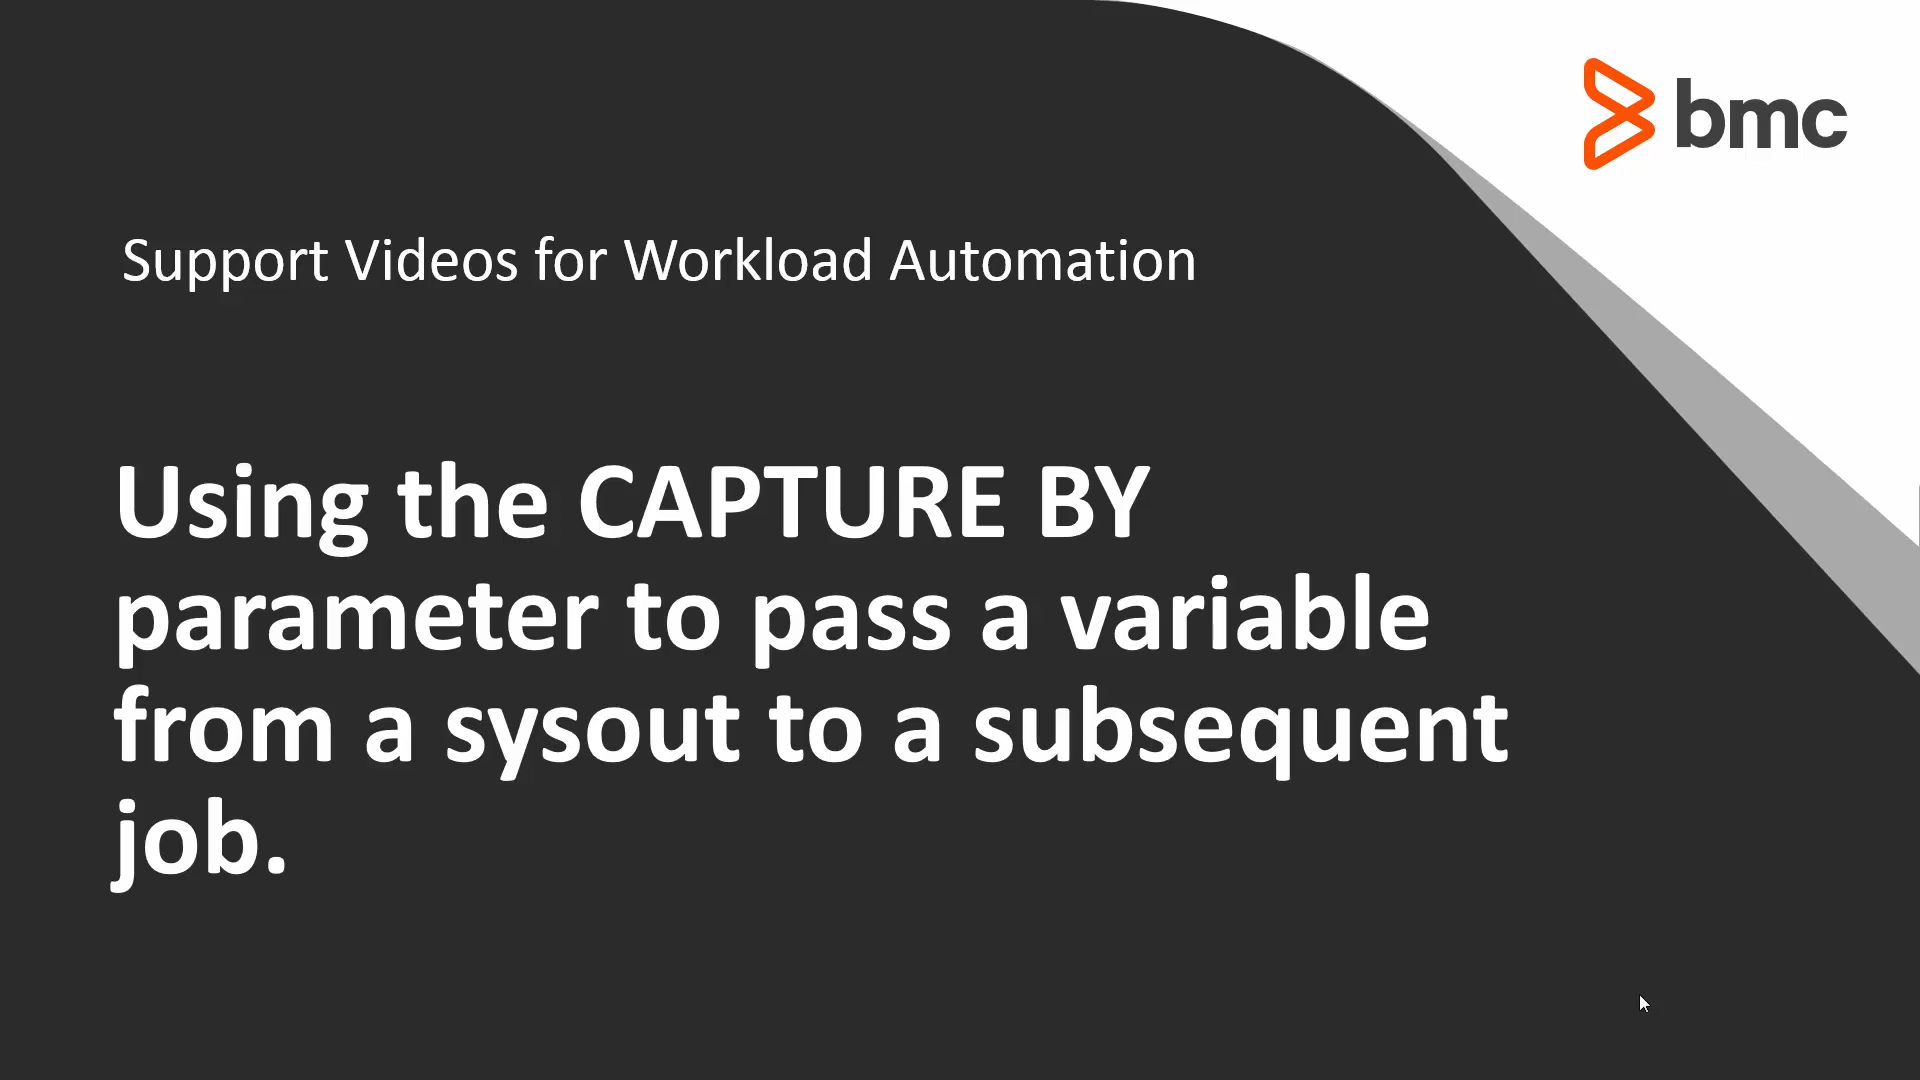 bmc
Support Videos for Workload Automation
Using the CAPTURE BY
parameter to pass a variable
from a sysout to a subsequent
job.